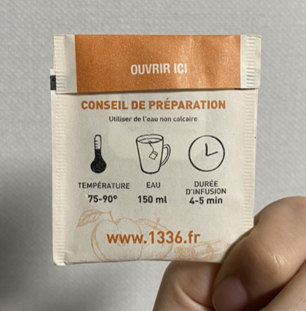 OUVRIR ICI
CONSEIL DE PRÉPARATION
Utiliser de l'eau non calcaire
TEMPÉRATURE
75-90°
EAU
150 ml
DURÉE
D'INFUSION
4-5 min
www.1336.fr